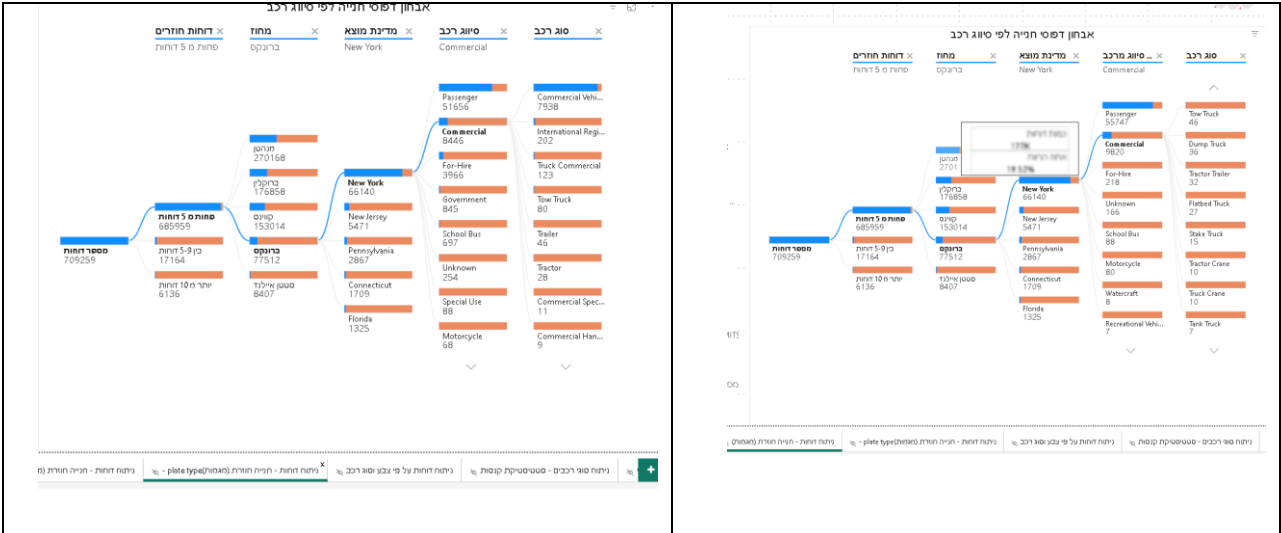 אבחון דפוסי חנייה לפי סיווג רכב
דוחות חוזרים
פחות מ 5 דוחות
מחוז
ברונקס
מדינת מוצא
New York
סיווג רכב
Commercial
סוג רכב
מספר דוחות
709259
פחות מ 5 דוחות
685959
בין 5-9 דוחות
17164
יותר מ 10 דוחות
6136
מנהטן
270168
ברוקלין
176858
קווינס
153014
ברונקס
77512
סטטן איילנד
8407
New York
66140
New Jersey
5471
Pennsylvania
2867
Connecticut
1709
Florida
1325
Passenger
51656
Commercial
8446
For-Hire
3966
Government
845
School Bus
697
Unknown
254
Special Use
88
Motorcycle
68
Commercial Vehi...
7938
International Regi...
202
Truck Commercial
123
Tow Truck
80
Trailer
46
Tractor
28
Commercial Spec...
11
Commercial Han...
9
ניתוח דוחות - חנייה חוזרת (מ
ניתוח דוחות - חנייה חוזרת (מגמות)plate type -
ניתוח דוחות על פי צבע וסוג רכב
ניתוח סוגי רכבים - סטטיסטיקת קנסות
אבחון דפוסי חנייה לפי סיווג רכב
דוחות חוזרים
פחות מ 5 דוחות
מחוז
ברונקס
מדינת מוצא
New York
סיווג מרכב ...
Commercial
סוג רכב
מספר דוחות
709259
פחות מ 5 דוחות
685959
בין 5-9 דוחות
17164
יותר מ 10 דוחות
6136
מנהטן
2701
ברוקלין
176858
קווינס
153014
ברונקס
77512
סטטן איילנד
8407
כמות דוחות
177K
אחוז הדוחות
19.52%
New York
66140
New Jersey
5471
Pennsylvania
2867
Connecticut
1709
Florida
1325
Passenger
55747
Commercial
9820
For-Hire
218
Unknown
166
School Bus
88
Motorcycle
80
Watercraft
8
Recreational Vehi...
7
Tow Truck
46
Dump Truck
36
Tractor Trailer
32
Flatbed Truck
27
Stake Truck
15
Tractor Crane
10
Truck Crane
10
Tank Truck
7
ניתוח דוחות - חנייה חוזרת (מגמות)
ניתוח דוחות - חנייה חוזרת (מגמות)plate type -
ניתוח דוחות על פי צבע וסוג רכב
ניתוח סוגי רכבים - סטטיסטיקת קנסות